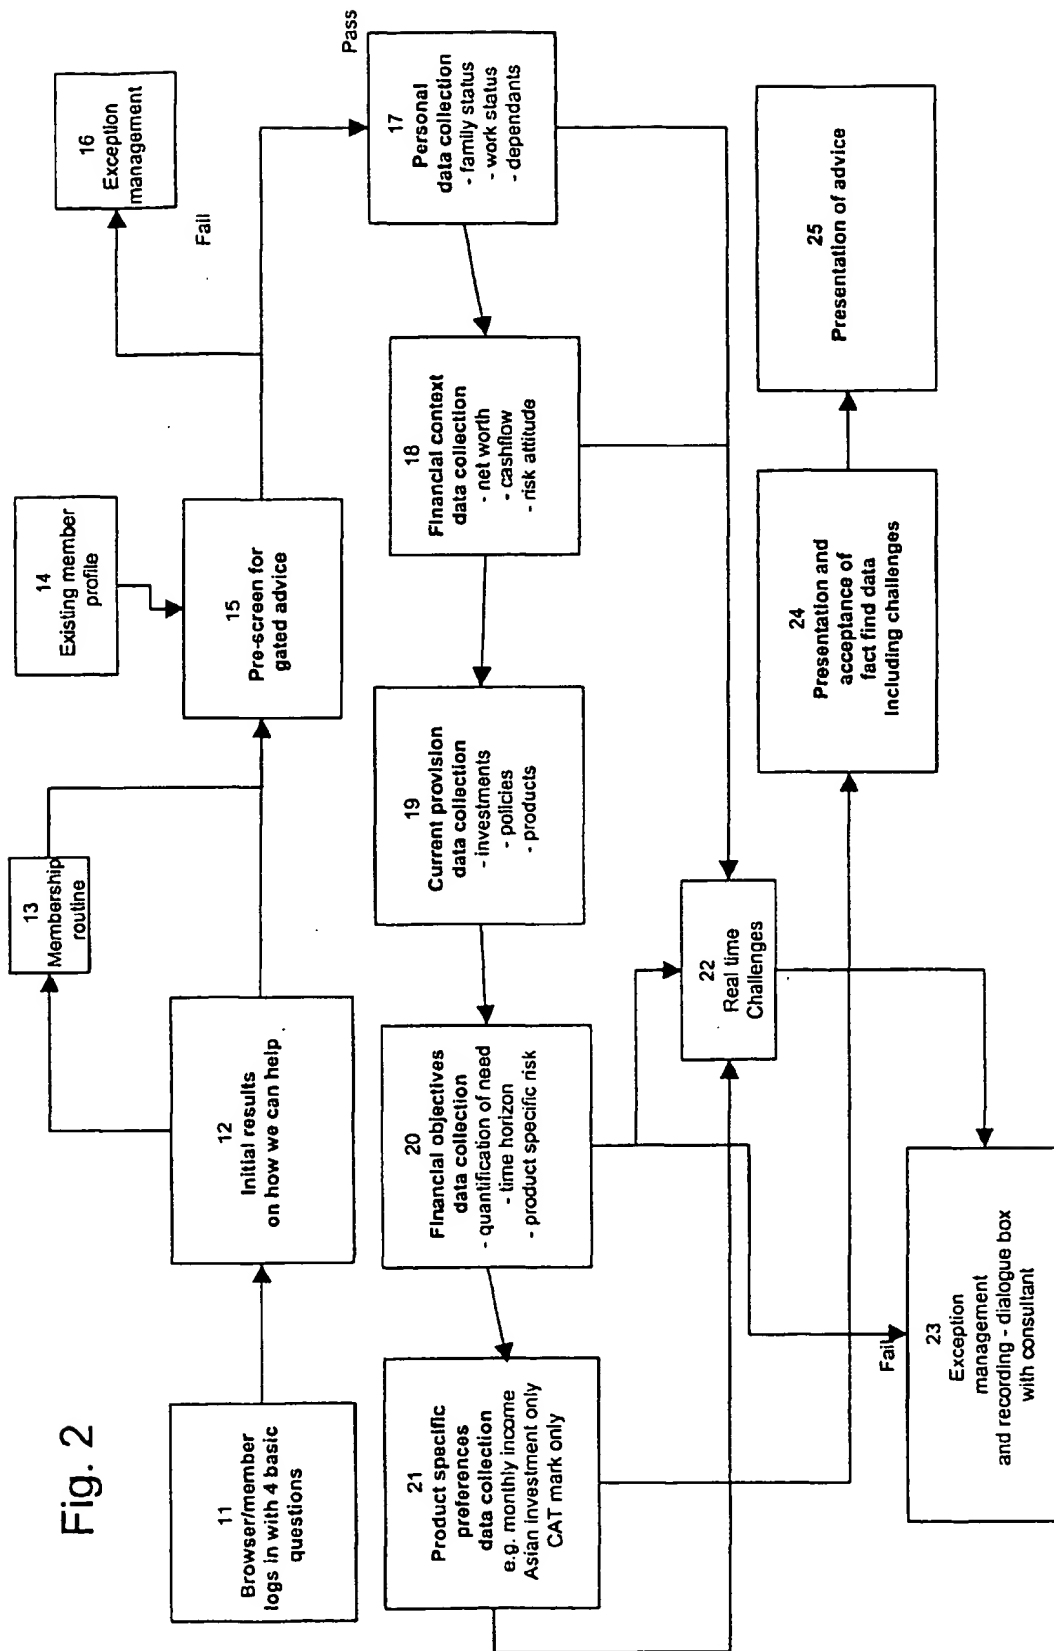 Fig. 2
11
Browser/member
logs in with 4 basic
questions
12
Initial results
on how we can help
13
Membership
routine
14
Existing member
profile
15
Pre-screen for
gated advice
16
Exception
management
Fail
Pass
17
Personal
data collection
- family status
- work status
- dependants
18
Financial context
data collection
- net worth
- cashflow
- risk attitude
19
Current provision
data collection
- investments
- policies
- products
20
Financial objectives
data collection
- quantification of need
- time horizon
- product specific risk
21
Product specific
preferences
data collection
e.g. monthly income
Asian investment only
CAT mark only
22
Real time
Challenges
Fail
23
Exception
management
and recording - dialogue box
with consultant
24
Presentation and
acceptance of
fact find data
Including challenges
25
Presentation of advice